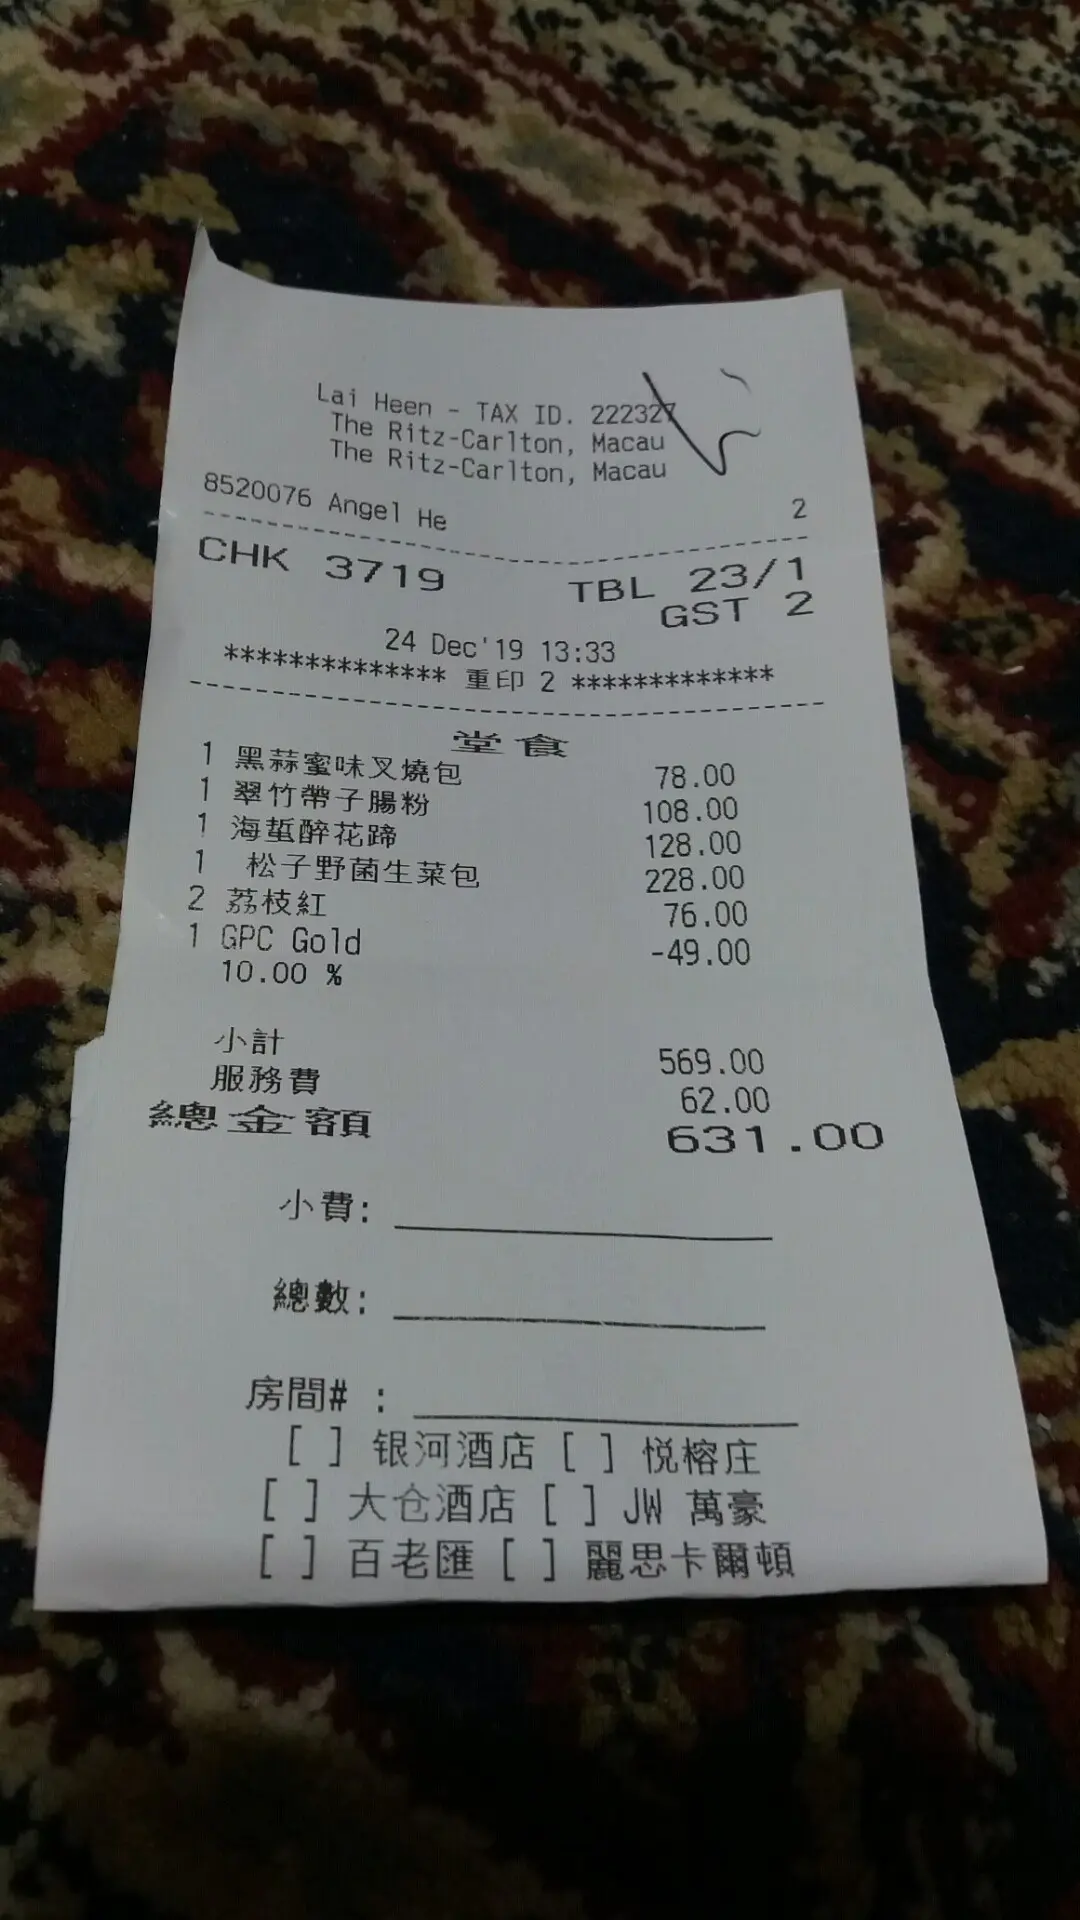 Lai Heen - TAX ID. 222327
The Ritz-Carlton, Macau
The Ritz-Carlton, Macau
8520076 Angel He 2
CHK 3719 TBL 23/1
GST 2
24 Dec'19 13:33
************** 重印 2 *************
堂食
1 黑蒜蜜味叉燒包 78.00
1 翠竹帶子腸粉 108.00
1 海蜇醉花蹄 128.00
1 松子野菌生菜包 228.00
2 荔枝紅 76.00
1 GPC Gold -49.00
10.00 %
小計 569.00
服務費 62.00
總金額 631.00
小費:
總數:
房間# :
[ ] 银河酒店 [ ] 悦榕庄
[ ] 大仓酒店 [ ] JW 萬豪
[ ] 百老匯 [ ] 麗思卡爾頓